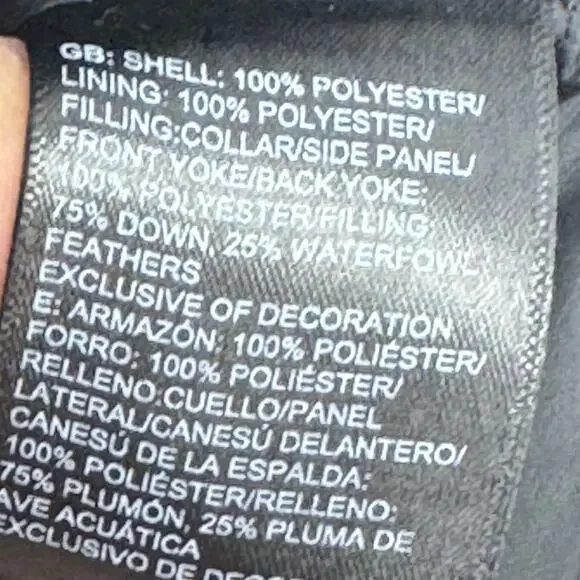 GB: SHELL: 100% POLYESTER/
LINING: 100% POLYESTER/
FILLING:COLLAR/SIDE PANEL/
FRONT YOKE/BACK YOKE:
100% POLYESTER/FILLING:
75% DOWN, 25% WATERFOWL
FEATHERS
EXCLUSIVE OF DECORATION
E: ARMAZÓN: 100% POLIÉSTER/
FORRO: 100% POLIÉSTER/
RELLENO:CUELLO/PANEL
LATERAL/CANESÚ DELANTERO/
CANESÚ DE LA ESPALDA:
100% POLIÉSTER/RELLENO:
75% PLUMÓN, 25% PLUMA DE
AVE ACUÁTICA
EXCLUSIVO DE